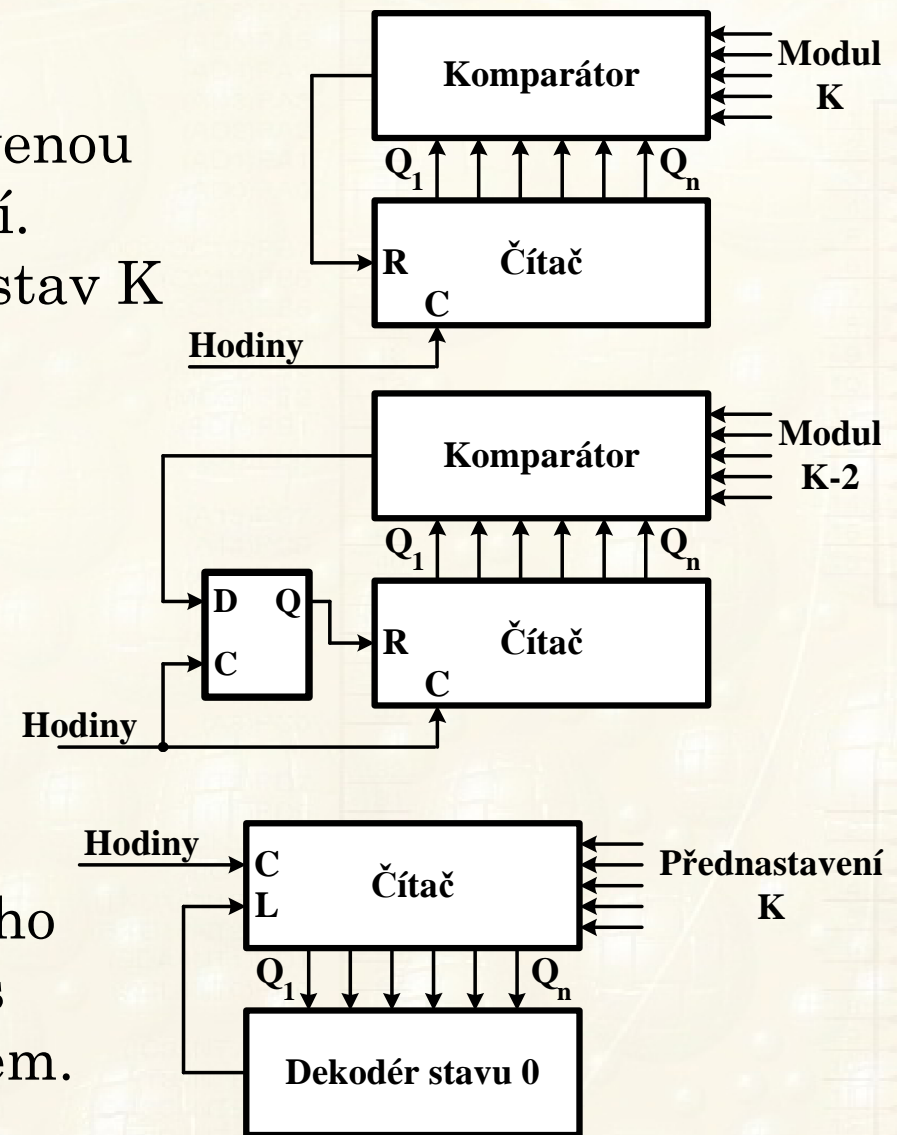 Komparátor
Modul
K
venou
Q1
Qn
í.
R
Čítač
stav K
C
Hodiny
Komparátor
Modul
K-2
Q1
Qn
D
Q
R
Čítač
C
C
Hodiny
Hodiny
C
Čítač
L
Přednastavení
K
ho
Q1
Qn
s
Dekodér stavu 0
em.